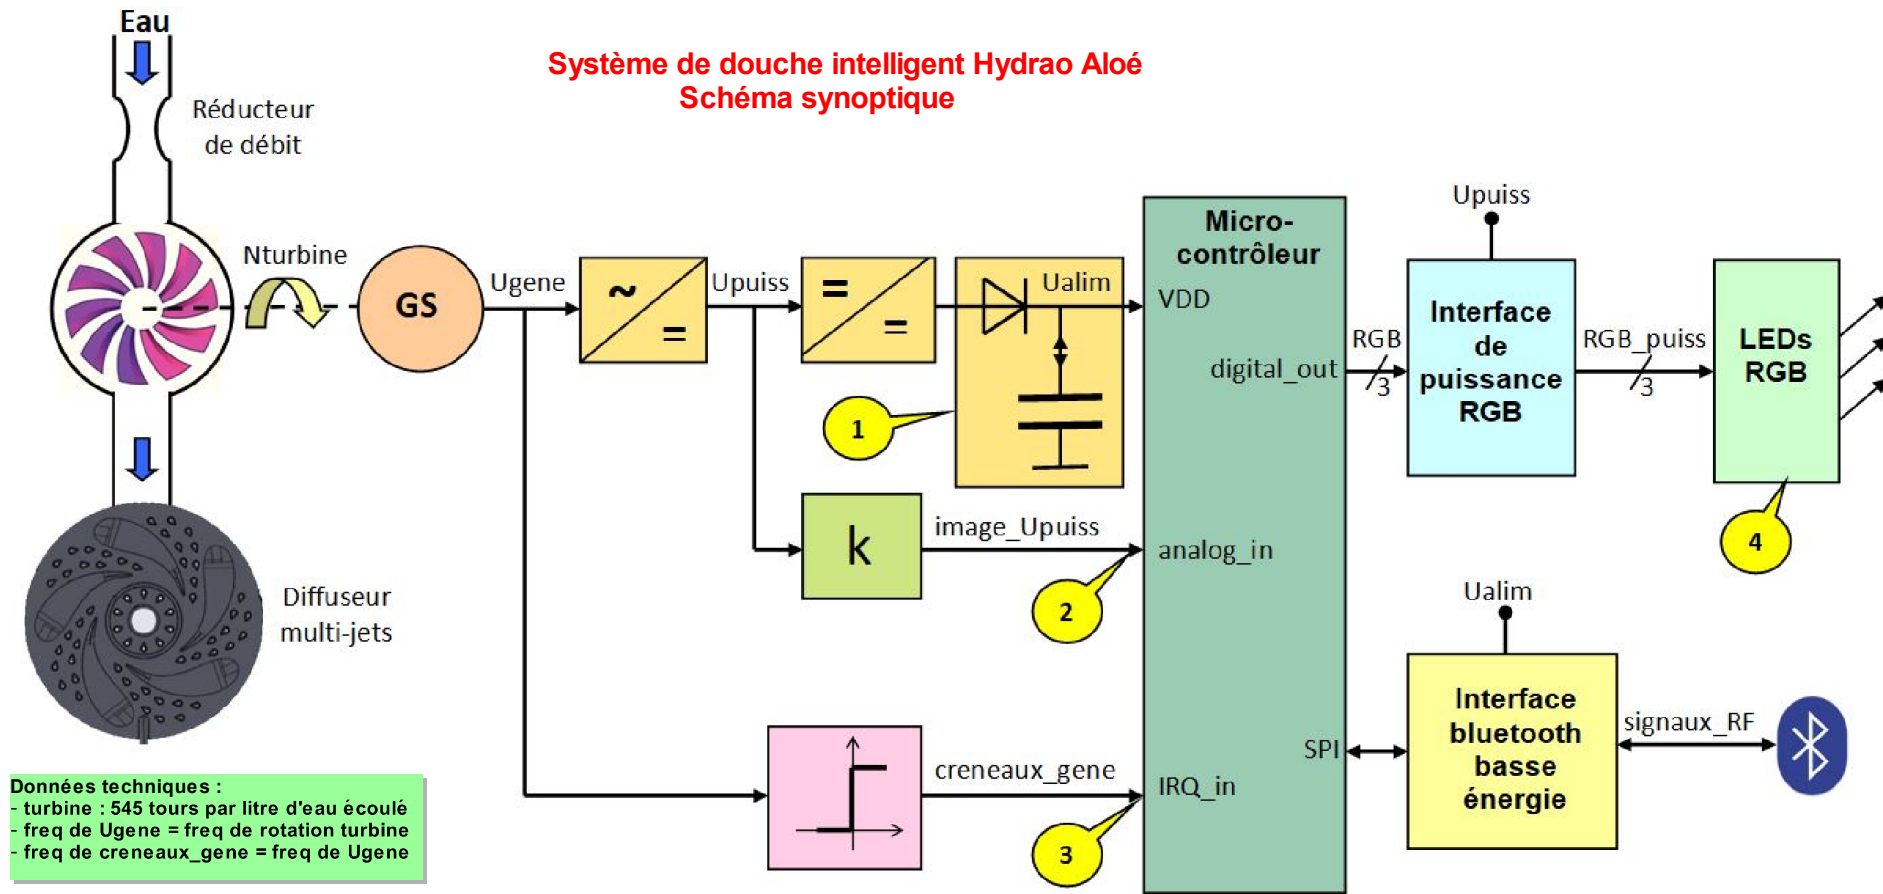 Eau
Système de douche intelligent Hydrao Aloé
Schéma synoptique
Réducteur
de débit
Nturbine
GS
Ugene
~
=
Upuiss
=
=
Ualim
1
Micro-
contrôleur
VDD
digital_out
analog_in
SPI
IRQ_in
RGB
3
Upuiss
Interface
de
puissance
RGB
RGB_puiss
3
LEDs
RGB
4
k
image_Upuiss
2
Diffuseur
multi-jets
Ualim
Interface
bluetooth
basse
énergie
signaux_RF
creneaux_gene
3
Données techniques :
- turbine : 545 tours par litre d'eau écoulé
- freq de Ugene = freq de rotation turbine
- freq de creneaux_gene = freq de Ugene